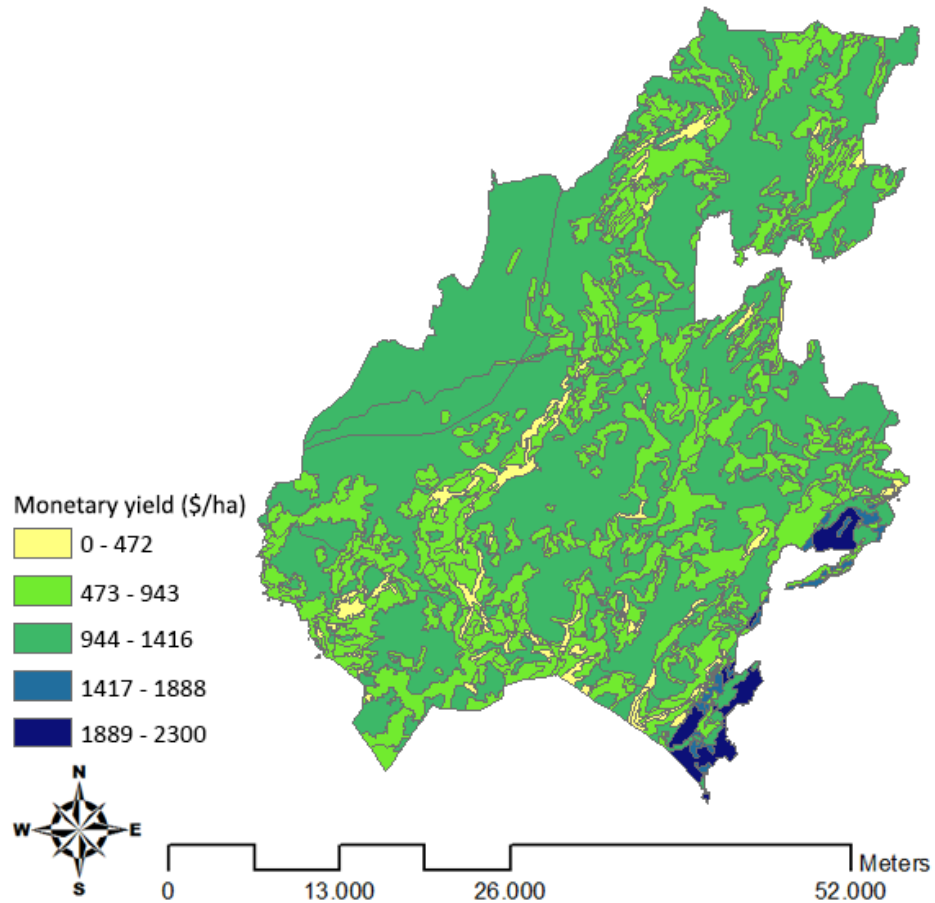 Monetary yield ($/ha)
0 - 472
473 - 943
944 - 1416
1417 - 1888
1889 - 2300
N
W E
S
Meters
0 13.000 26.000 52.000